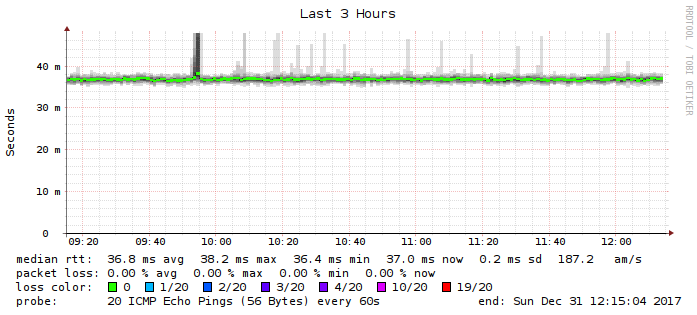 Last 3 Hours
RRDTOOL / TOBI OETIKER
Seconds
40 m
30 m
20 m
10 m
0
09:20 09:40 10:00 10:20 10:40 11:00 11:20 11:40 12:00
median rtt: 36.8 ms avg 38.2 ms max 36.4 ms min 37.0 ms now 0.2 ms sd 187.2 am/s
packet loss: 0.00 % avg 0.00 % max 0.00 % min 0.00 % now
loss color: 0 1/20 2/20 3/20 4/20 10/20 19/20
probe: 20 ICMP Echo Pings (56 Bytes) every 60s end: Sun Dec 31 12:15:04 2017